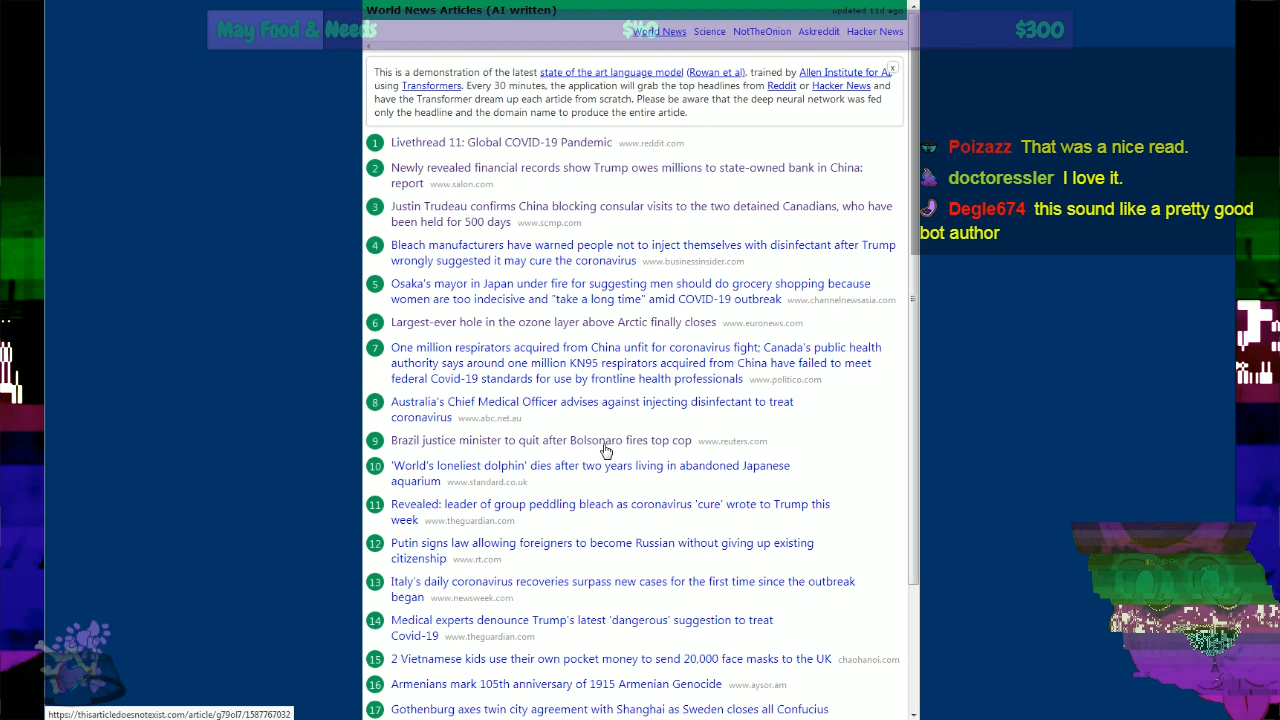 World News Articles (AI written)
updated 11d ago
May Food & Needs
$300
World News Science NotTheOnion Askreddit Hacker News
x
This is a demonstration of the latest state of the art language model (Rowan et al), trained by Allen Institute for
using Transformers. Every 30 minutes, the application will grab the top headlines from Reddit or Hacker News and
have the Transformer dream up each article from scratch. Please be aware that the deep neural network was fed
only the headline and the domain name to produce the entire article.
1 Livethread 11: Global COVID-19 Pandemic www.reddit.com
2 Newly revealed financial records show Trump owes millions to state-owned bank in China:
report www.salon.com
3 Justin Trudeau confirms China blocking consular visits to the two detained Canadians, who have
been held for 500 days www.scmp.com
4 Bleach manufacturers have warned people not to inject themselves with disinfectant after Trump
wrongly suggested it may cure the coronavirus www.businessinsider.com
5 Osaka's mayor in Japan under fire for suggesting men should do grocery shopping because
women are too indecisive and "take a long time" amid COVID-19 outbreak www.channelnewsasia.com
6 Largest-ever hole in the ozone layer above Arctic finally closes www.euronews.com
7 One million respirators acquired from China unfit for coronavirus fight; Canada's public health
authority says around one million KN95 respirators acquired from China have failed to meet
federal Covid-19 standards for use by frontline health professionals www.politico.com
8 Australia's Chief Medical Officer advises against injecting disinfectant to treat
coronavirus www.abc.net.au
9 Brazil justice minister to quit after Bolsonaro fires top cop www.reuters.com
10 'World's loneliest dolphin' dies after two years living in abandoned Japanese
aquarium www.standard.co.uk
11 Revealed: leader of group peddling bleach as coronavirus 'cure' wrote to Trump this
week www.theguardian.com
12 Putin signs law allowing foreigners to become Russian without giving up existing
citizenship www.rt.com
13 Italy's daily coronavirus recoveries surpass new cases for the first time since the outbreak
began www.newsweek.com
14 Medical experts denounce Trump's latest 'dangerous' suggestion to treat
Covid-19 www.theguardian.com
15 2 Vietnamese kids use their own pocket money to send 20,000 face masks to the UK chaohanoi.com
16 Armenians mark 105th anniversary of 1915 Armenian Genocide www.aysor.am
17 Gothenburg axes twin city agreement with Shanghai as Sweden closes all Confucius
https://thisarticledoesnotexist.com/article/g79ol7/1587767032
Poizazz That was a nice read.
doctoressler I love it.
Degle674 this sound like a pretty good
bot author